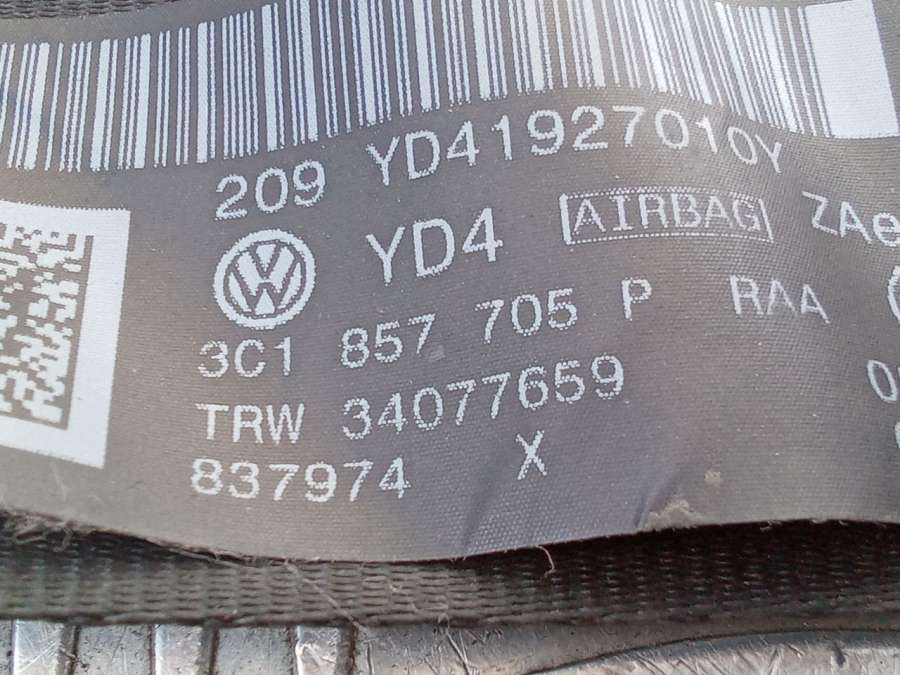 209 YD41927010Y
YD4 AIRBAG
3C1 857 705 P RAA
TRW 34077659
837974 X